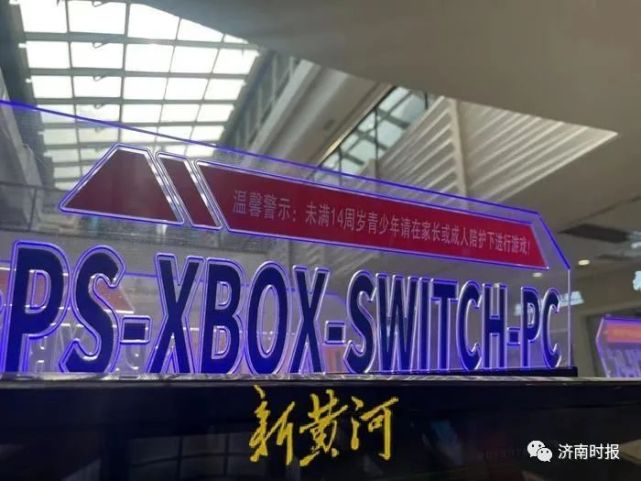 温馨警示：未满14周岁青少年请在家长或成人陪护下进行游戏！
PS-XBOX-SWITCH-PC
新黄河
济南时报